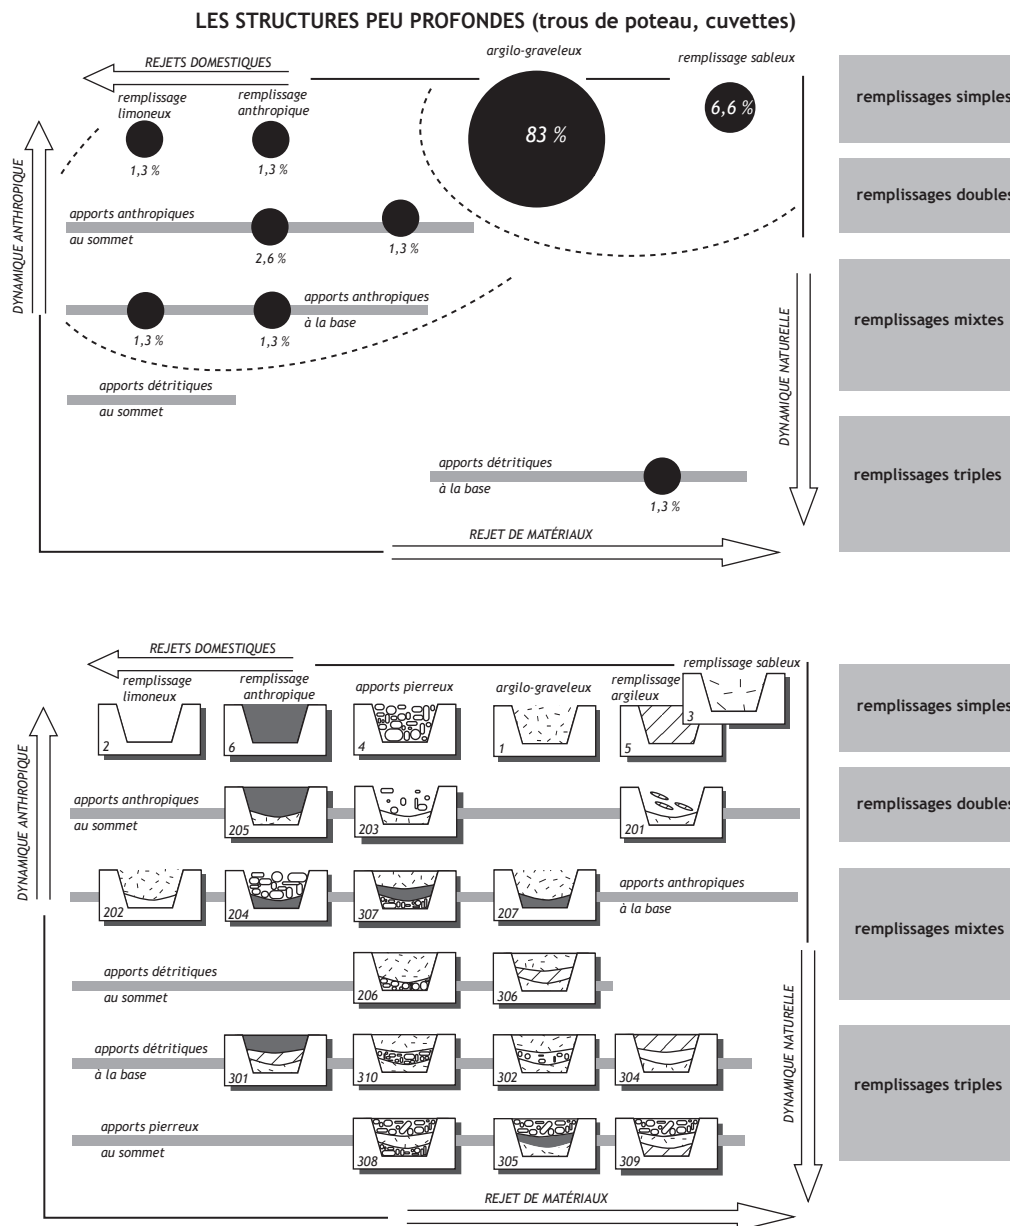 LES STRUCTURES PEU PROFONDES (trous de poteau, cuvettes)
REJETS DOMESTIQUES
argilo-graveleux
remplissage sableux
remplissage
limoneux
remplissage
anthropique
remplissages simples
6,6 %
83 %
1,3 %
1,3 %
DYNAMIQUE ANTHROPIQUE
remplissages doubles
apports anthropiques
au sommet
2,6 %
1,3 %
apports anthropiques
à la base
1,3 %
1,3 %
remplissages mixtes
DYNAMIQUE NATURELLE
apports détritiques
au sommet
apports détritiques
à la base
1,3 %
remplissages triples
REJET DE MATÉRIAUX
REJETS DOMESTIQUES
remplissage
limoneux
remplissage
anthropique
apports pierreux
argilo-graveleux
remplissage
argileux
remplissage sableux
remplissages simples
2
6
4
1
5
3
DYNAMIQUE ANTHROPIQUE
apports anthropiques
au sommet
205
203
201
remplissages doubles
202
204
307
207
apports anthropiques
à la base
remplissages mixtes
apports détritiques
au sommet
206
306
DYNAMIQUE NATURELLE
apports détritiques
à la base
301
310
302
304
remplissages triples
apports pierreux
au sommet
308
305
309
REJET DE MATÉRIAUX